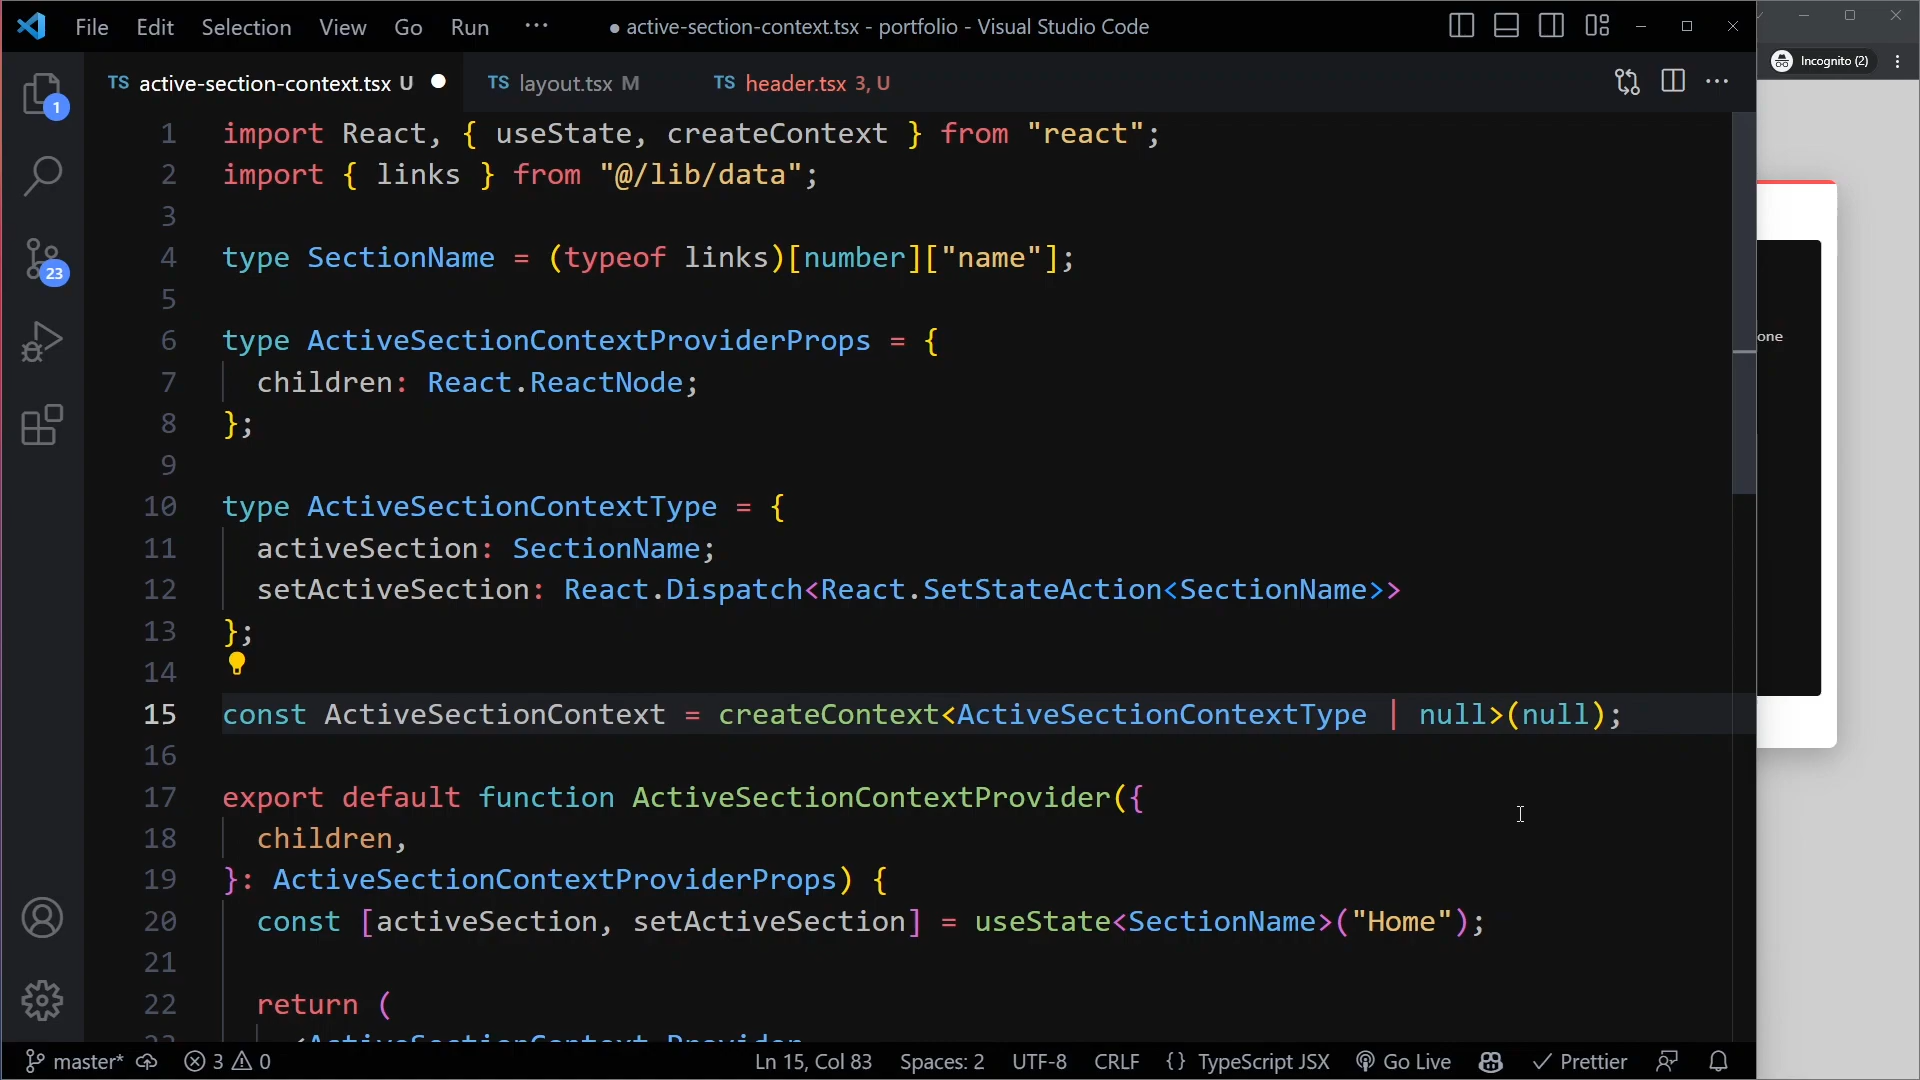 File Edit Selection View Go Run ··· ● active-section-context.tsx - portfolio - Visual Studio Code
Incognito (2)
TS active-section-context.tsx U TS layout.tsx M TS header.tsx 3, U
1
23
1 import React, { useState, createContext } from "react";
2 import { links } from "@/lib/data";
3
4 type SectionName = (typeof links)[number]["name"];
5
6 type ActiveSectionContextProviderProps = {
7 children: React.ReactNode;
8 };
9
10 type ActiveSectionContextType = {
11 activeSection: SectionName;
12 setActiveSection: React.Dispatch<React.SetStateAction<SectionName>>
13 };
14
15 const ActiveSectionContext = createContext<ActiveSectionContextType | null>(null);
16
17 export default function ActiveSectionContextProvider({
18 children,
19 }: ActiveSectionContextProviderProps) {
20 const [activeSection, setActiveSection] = useState<SectionName>("Home");
21
22 return (
23 <ActiveSectionContext.Provider
one
master* 3 0 Ln 15, Col 83 Spaces: 2 UTF-8 CRLF {} TypeScript JSX Go Live Prettier